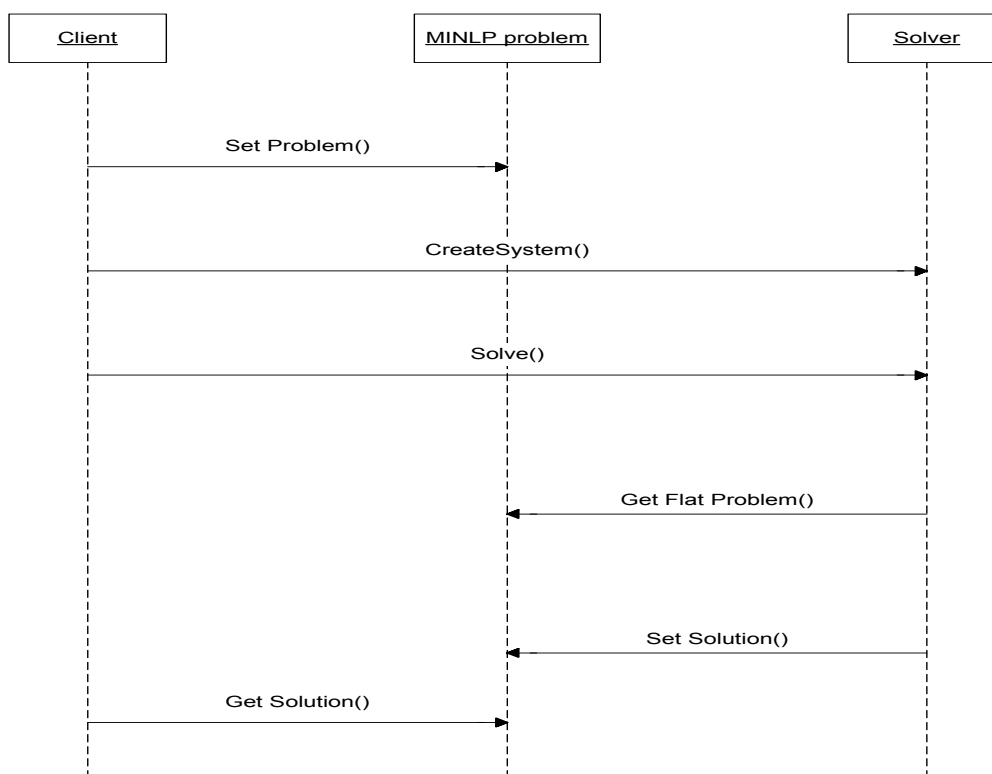 Client
MINLP problem
Solver
Set Problem()
CreateSystem()
Solve()
Get Flat Problem()
Set Solution()
Get Solution()